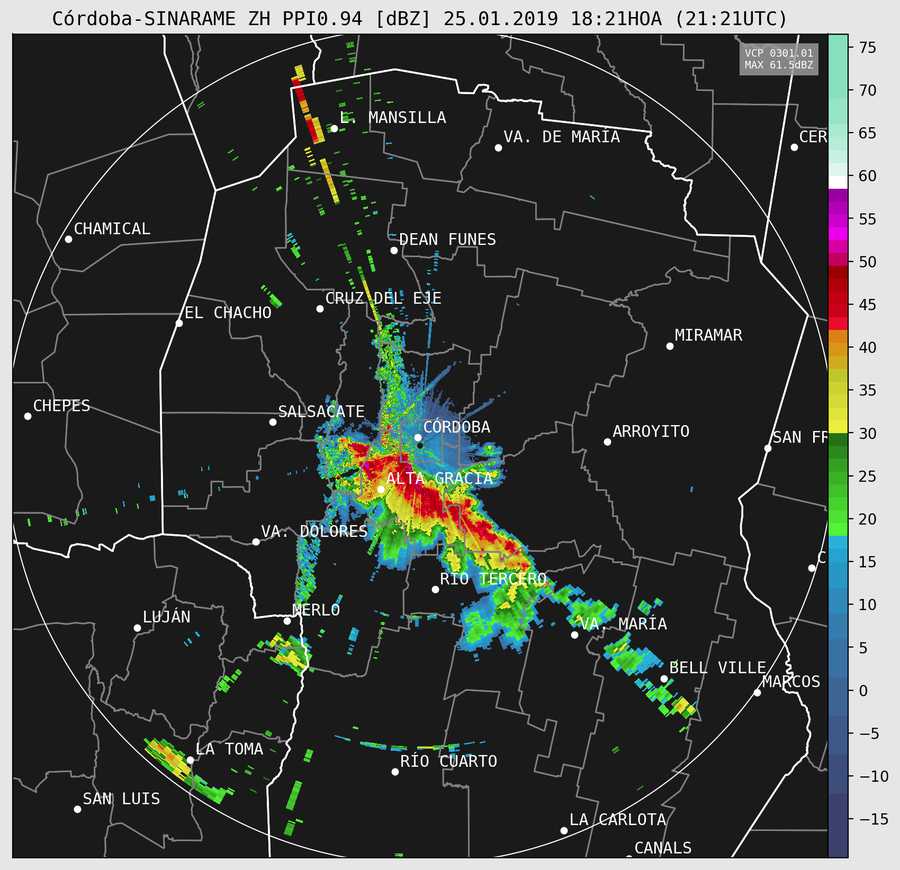 Córdoba-SINARAME ZH PPI0.94 [dBZ] 25.01.2019 18:21HOA (21:21UTC)
VCP 0301.01
MAX 61.5dBZ
L. MANSILLA
VA. DE MARÍA
CER
CHAMICAL
DEAN FUNES
CRUZ DEL EJE
EL CHACHO
MIRAMAR
CHEPES
SALSACATE
CÓRDOBA
ARROYITO
SAN FR
ALTA GRACIA
VA. DOLORES
C
RÍO TERCERO
MERLO
LUJÁN
VA. MARÍA
BELL VILLE
MARCOS
LA TOMA
RÍO CUARTO
SAN LUIS
LA CARLOTA
CANALS
75
70
65
60
55
50
45
40
35
30
25
20
15
10
5
0
−5
−10
−15